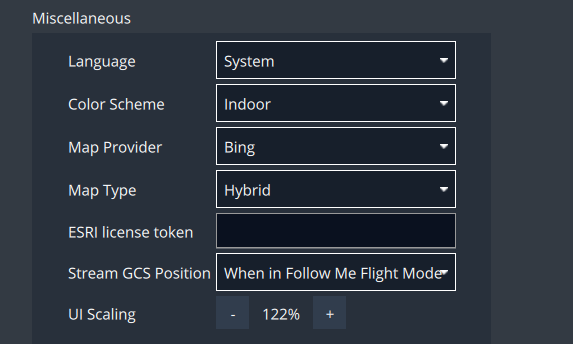 Miscellaneous
Language System
Color Scheme Indoor
Map Provider Bing
Map Type Hybrid
ESRI license token
Stream GCS Position When in Follow Me Flight Mode
UI Scaling - 122% +